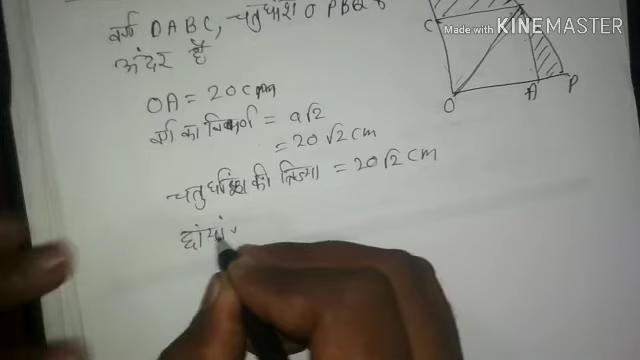 Made with KINEMASTER
वर्ग OABC, चतुर्थांश OPBQ के
अंदर है
C
O
A
P
OA = 20 cm
वर्ग का विकर्ण = a√2
= 20√2 cm
चतुर्थांश की त्रिज्या = 20√2 cm
छायां